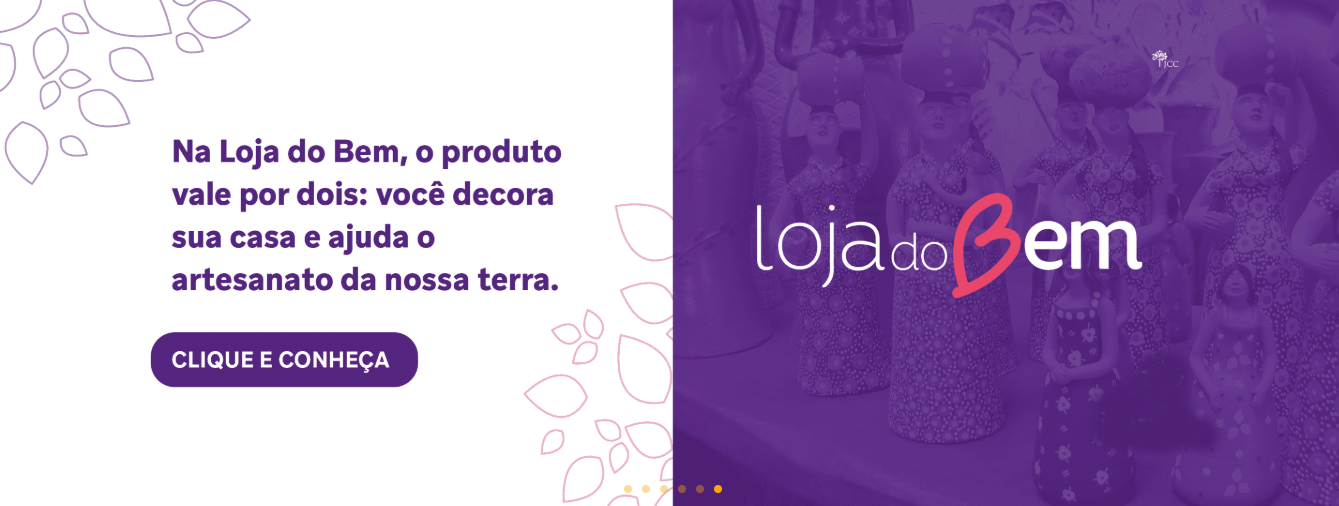 Na Loja do Bem, o produto
vale por dois: você decora
sua casa e ajuda o
artesanato da nossa terra.
CLIQUE E CONHEÇA
JCC
loja do Bem